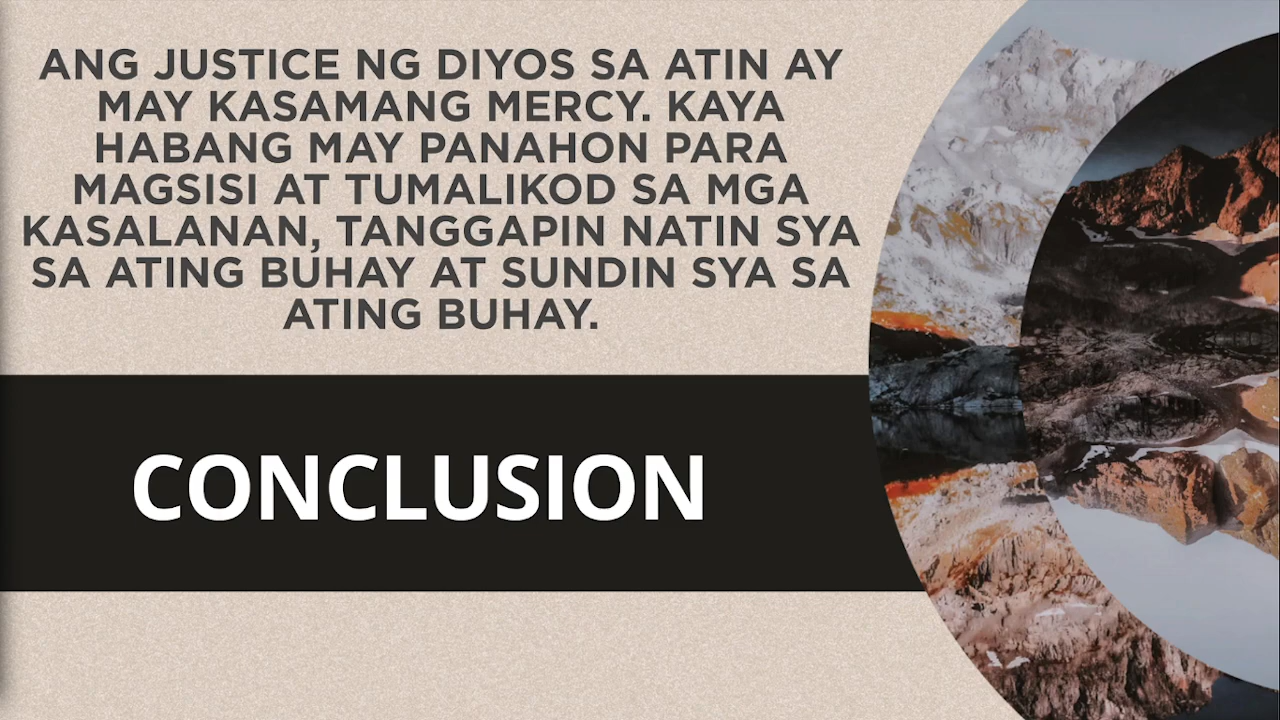 ANG JUSTICE NG DIYOS SA ATIN AY
MAY KASAMANG MERCY. KAYA
HABANG MAY PANAHON PARA
MAGSISI AT TUMALIKOD SA MGA
KASALANAN, TANGGAPIN NATIN SYA
SA ATING BUHAY AT SUNDIN SYA SA
ATING BUHAY.
CONCLUSION